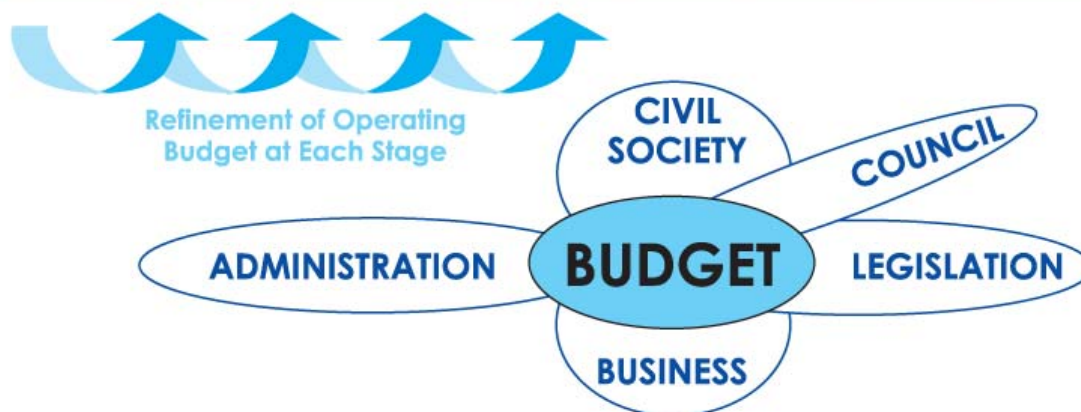 Refinement of Operating
Budget at Each Stage
CIVIL
SOCIETY
COUNCIL
ADMINISTRATION
BUDGET
LEGISLATION
BUSINESS